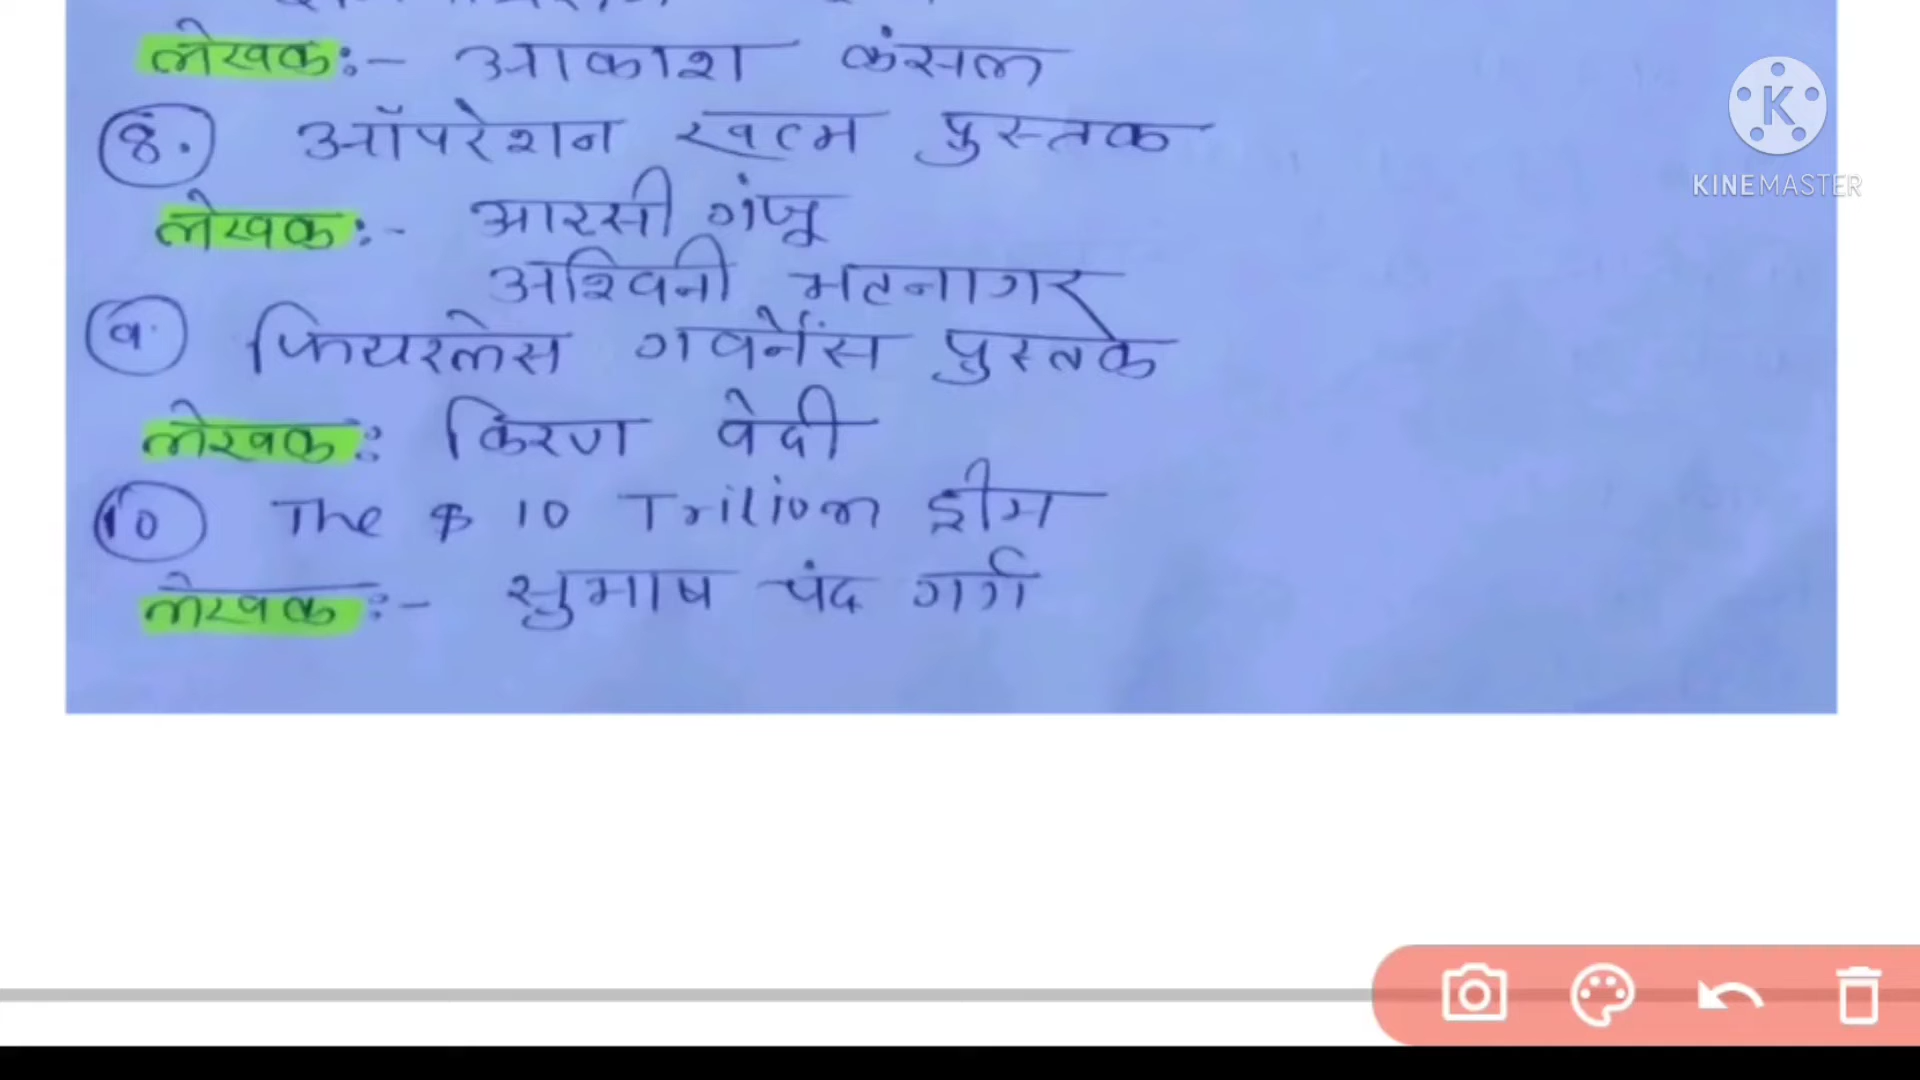 लेखक:- आकाश कंसल
8. ऑपरेशन खत्म पुस्तक
लेखक:- आरसी गंजू
अश्विनी भटनागर
9. फियरलेस गवर्नेंस पुस्तक
लेखक: किरण वेदी
10 The $ 10 Trilion ड्रीम
लेखक:- सुभाष चंद गर्ग
KINEMASTER